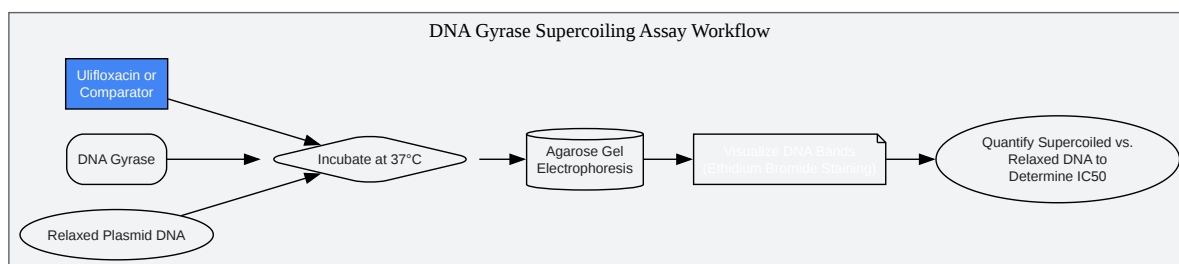 DNA Gyrase Supercoiling Assay Workflow
Ulifloxacin or
Comparator
DNA Gyrase
Relaxed Plasmid DNA
Incubate at 37°C
Agarose Gel
Electrophoresis
Visualize DNA Bands
(Ethidium Bromide Staining)
Quantify Supercoiled vs.
Relaxed DNA to
Determine IC50